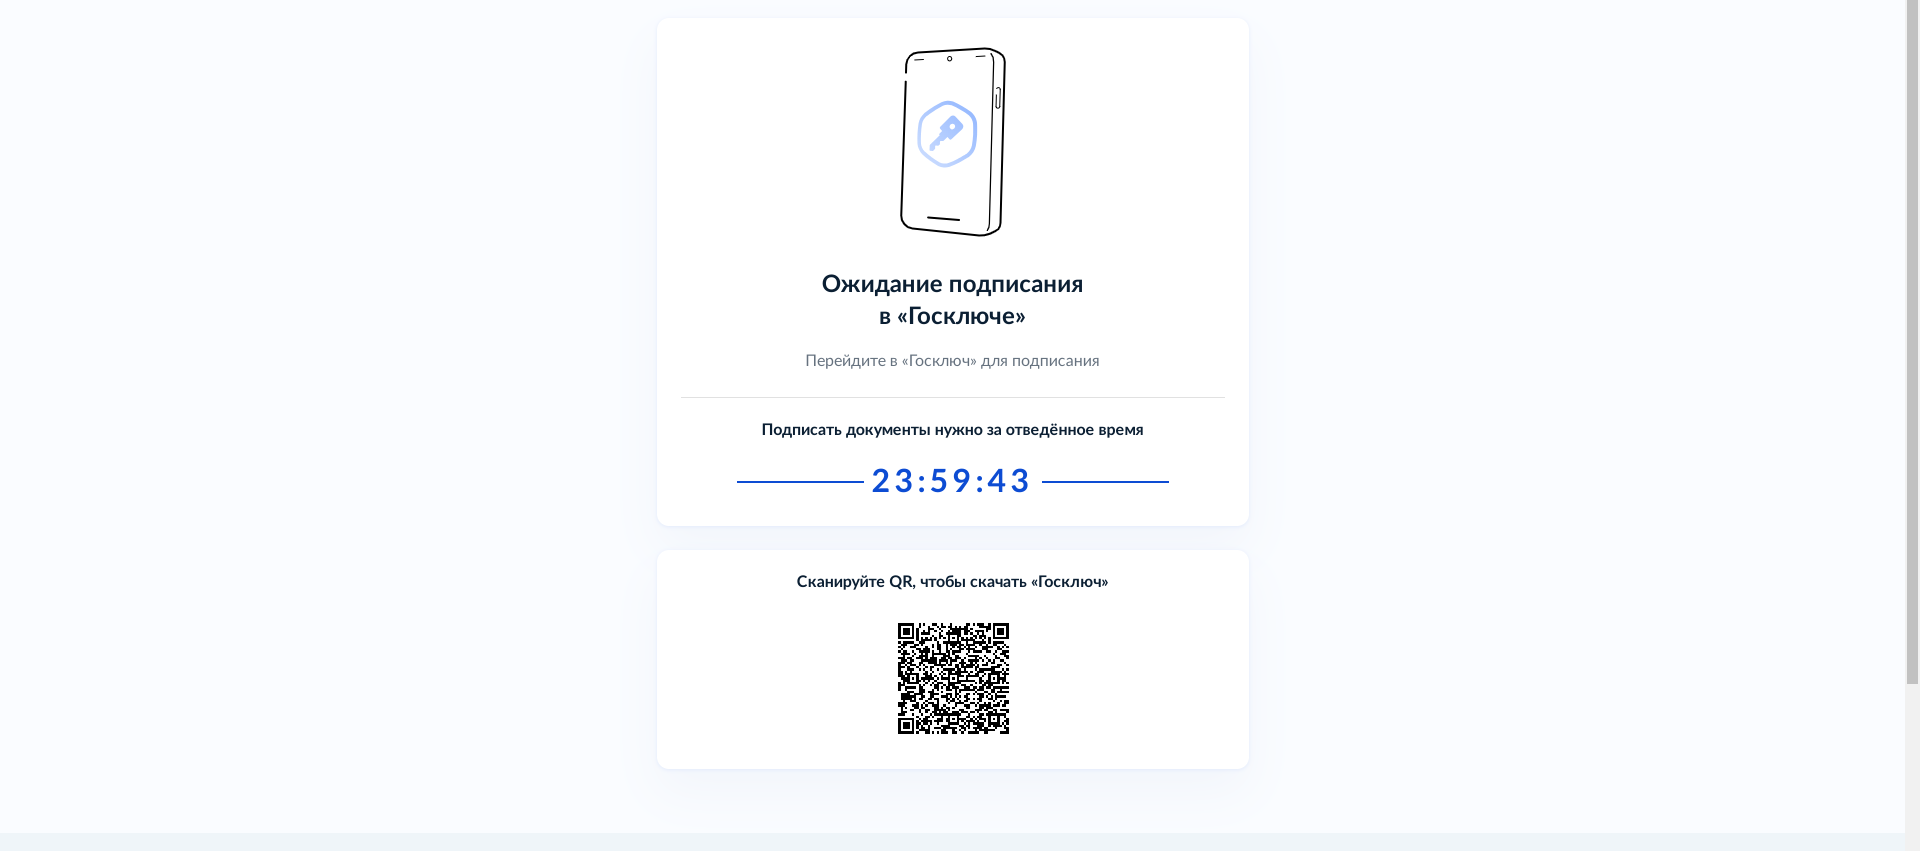 Ожидание подписания
в «Госключе»
Перейдите в «Госключ» для подписания
Подписать документы нужно за отведённое время
23:59:43
Сканируйте QR, чтобы скачать «Госключ»